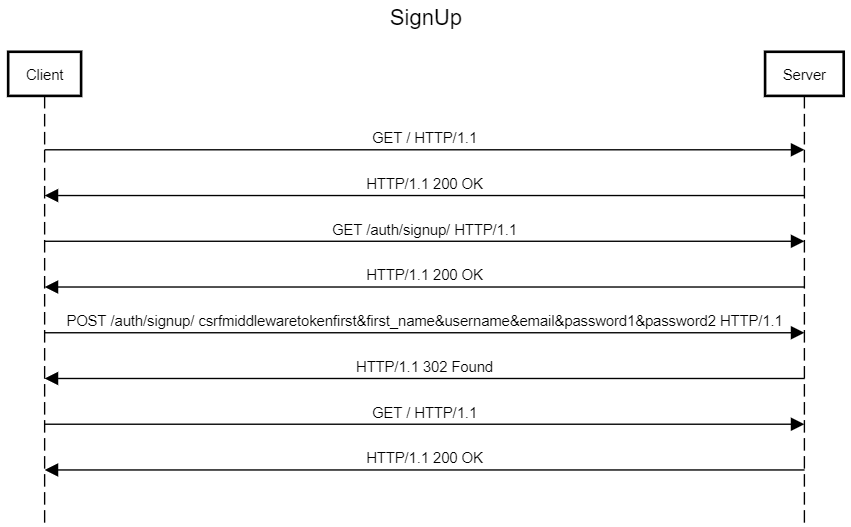 SignUp
Client
Server
GET / HTTP/1.1
HTTP/1.1 200 OK
GET /auth/signup/ HTTP/1.1
HTTP/1.1 200 OK
POST /auth/signup/ csrfmiddlewaretokenfirst&first_name&username&email&password1&password2 HTTP/1.1
HTTP/1.1 302 Found
GET / HTTP/1.1
HTTP/1.1 200 OK